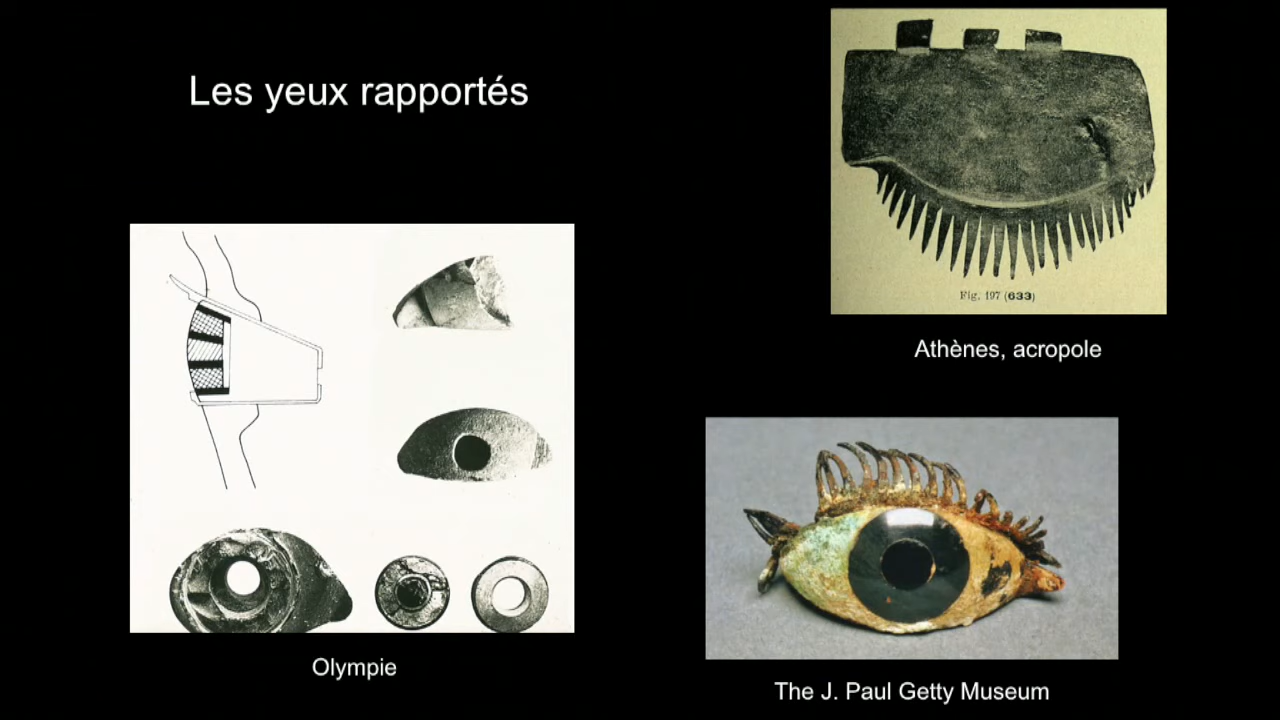 Les yeux rapportés
Fig. 197 (633)
Athènes, acropole
Olympie
The J. Paul Getty Museum